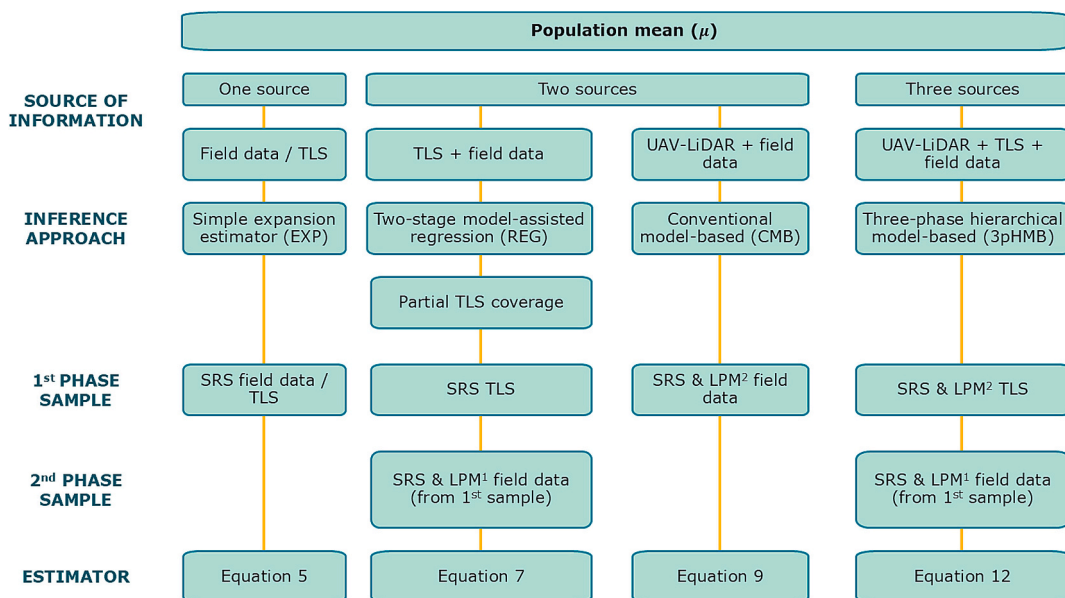 Population mean (μ)
SOURCE OF
INFORMATION
One source
Two sources
Three sources
Field data / TLS
TLS + field data
UAV-LiDAR + field
data
UAV-LiDAR + TLS +
field data
INFERENCE
APPROACH
Simple expansion
estimator (EXP)
Two-stage model-assisted
regression (REG)
Conventional
model-based (CMB)
Three-phase hierarchical
model-based (3pHMB)
Partial TLS coverage
1st PHASE
SAMPLE
SRS field data /
TLS
SRS TLS
SRS & LPM² field
data
SRS & LPM² TLS
2nd PHASE
SAMPLE
SRS & LPM¹ field data
(from 1st sample)
SRS & LPM¹ field data
(from 1st sample)
ESTIMATOR
Equation 5
Equation 7
Equation 9
Equation 12